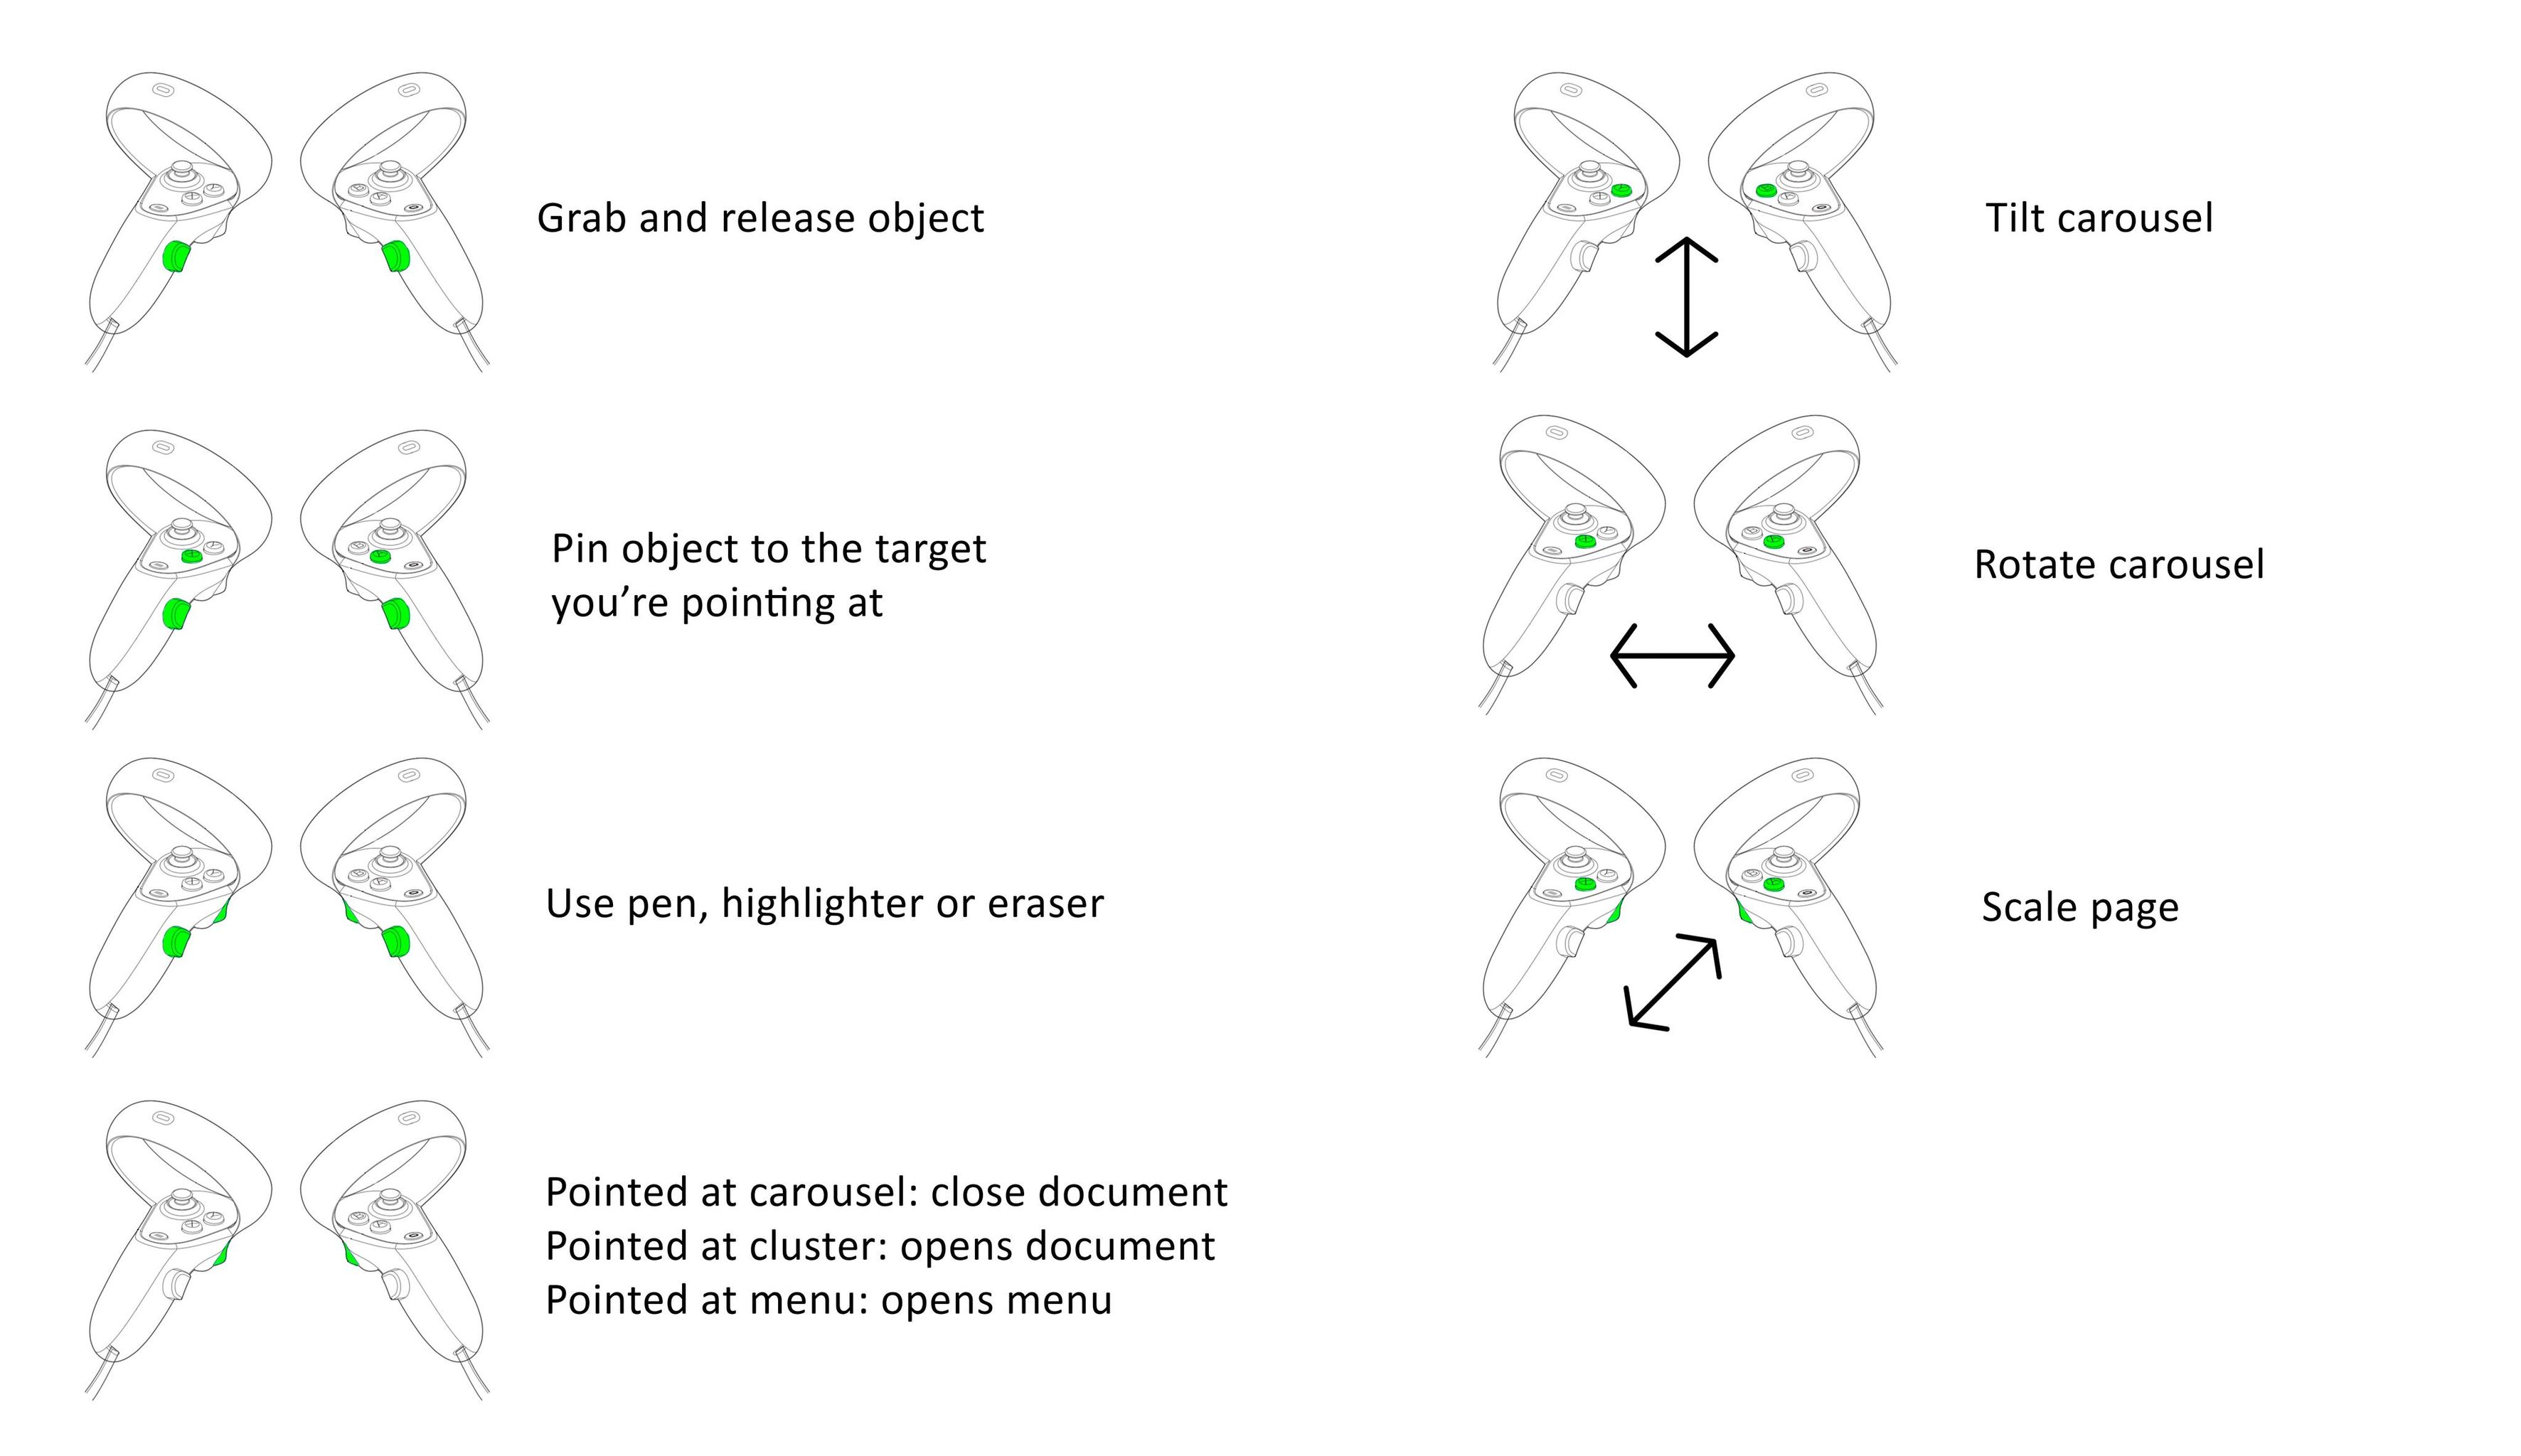 Grab and release object
Pin object to the target
you’re pointing at
Use pen, highlighter or eraser
Pointed at carousel: close document
Pointed at cluster: opens document
Pointed at menu: opens menu
Tilt carousel
Rotate carousel
Scale page